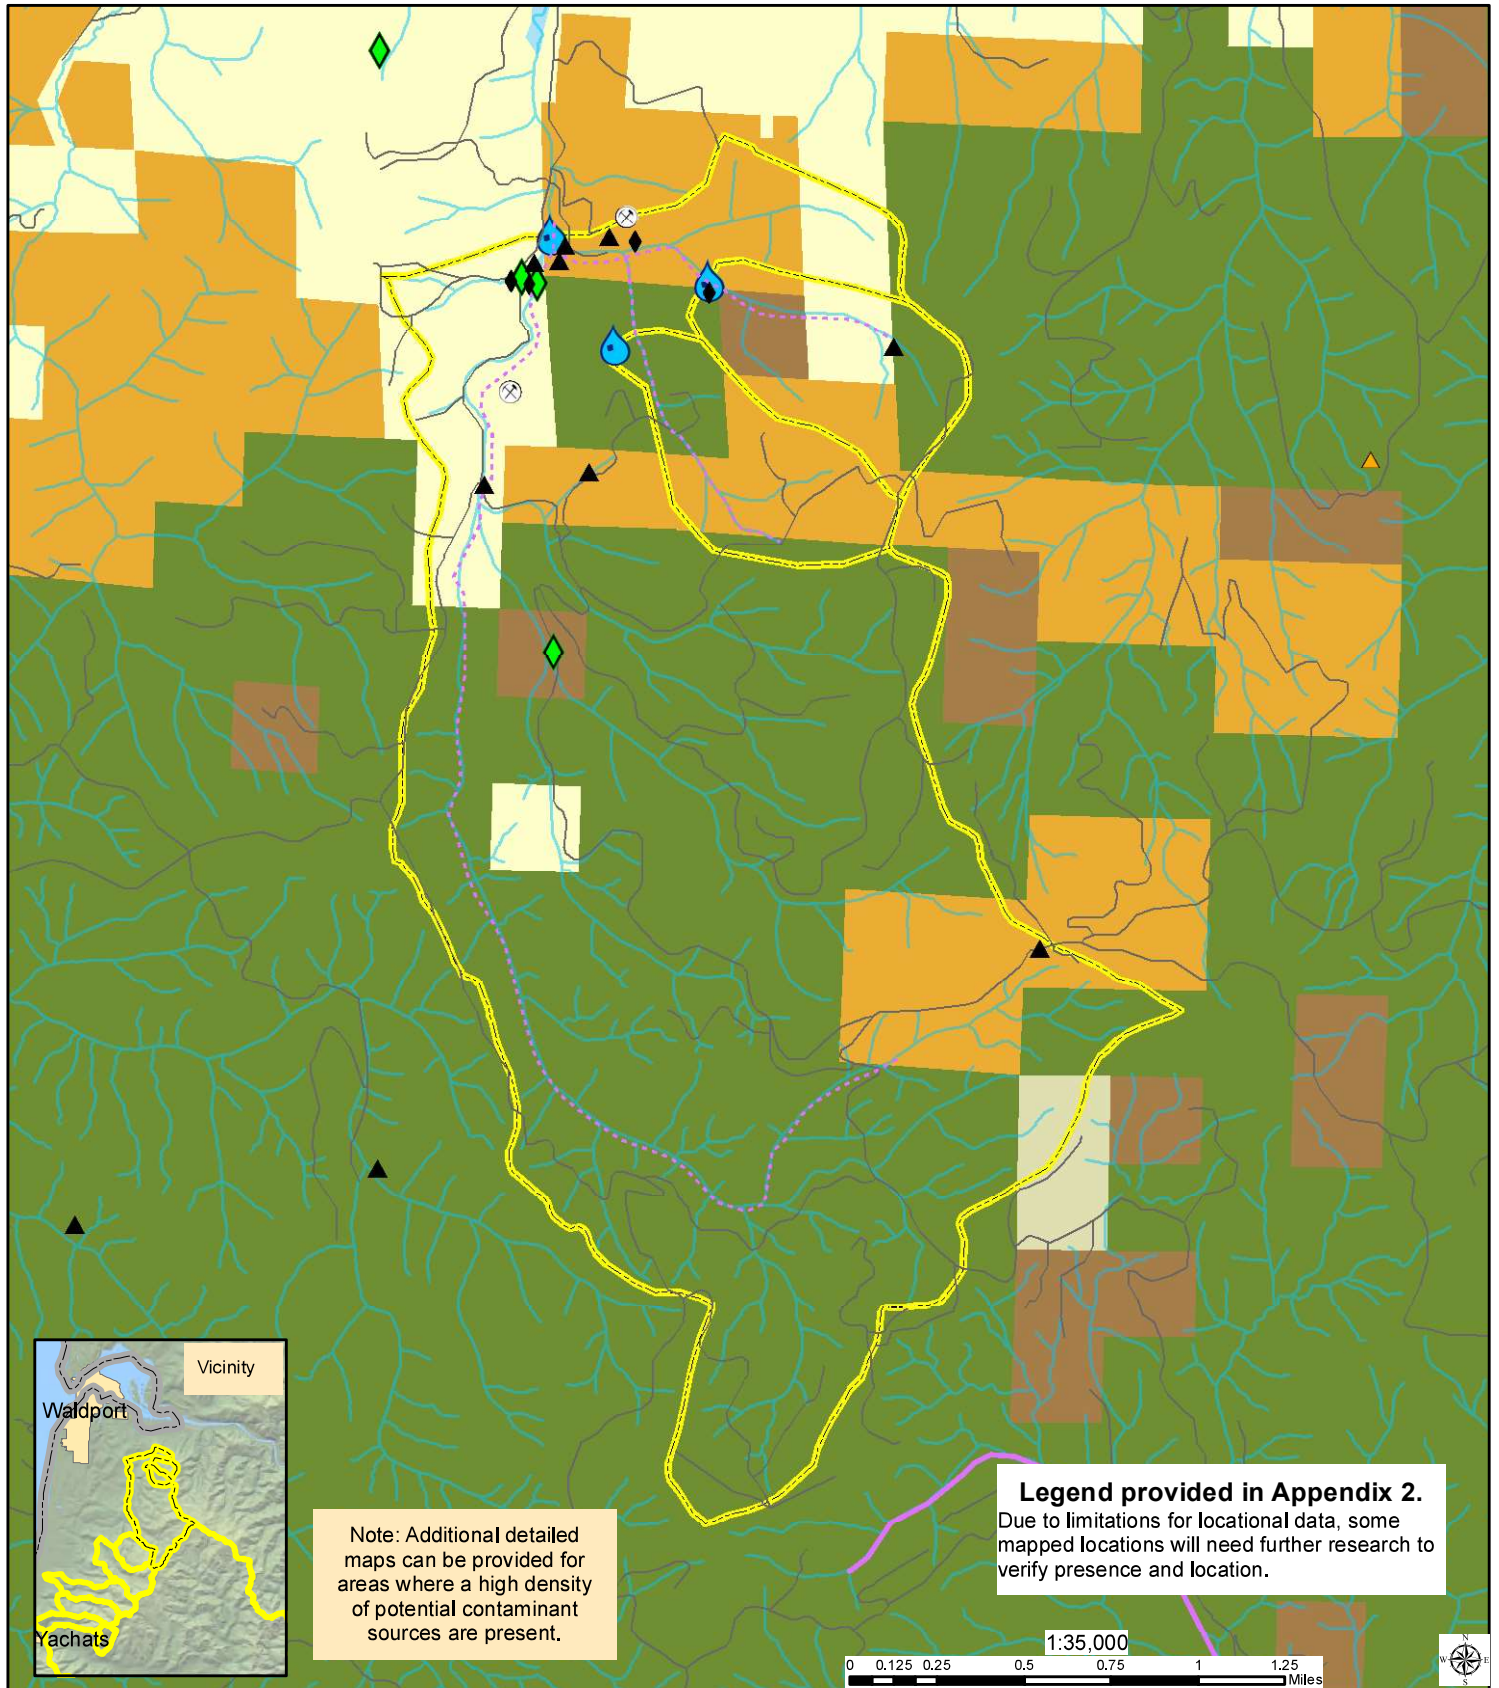 Vicinity
Waldport
Yachats
Note: Additional detailed
maps can be provided for
areas where a high density
of potential contaminant
sources are present.
Legend provided in Appendix 2.
Due to limitations for locational data, some
mapped locations will need further research to
verify presence and location.
1:35,000
0 0.125 0.25 0.5 0.75 1 1.25
Miles
N
W E
S